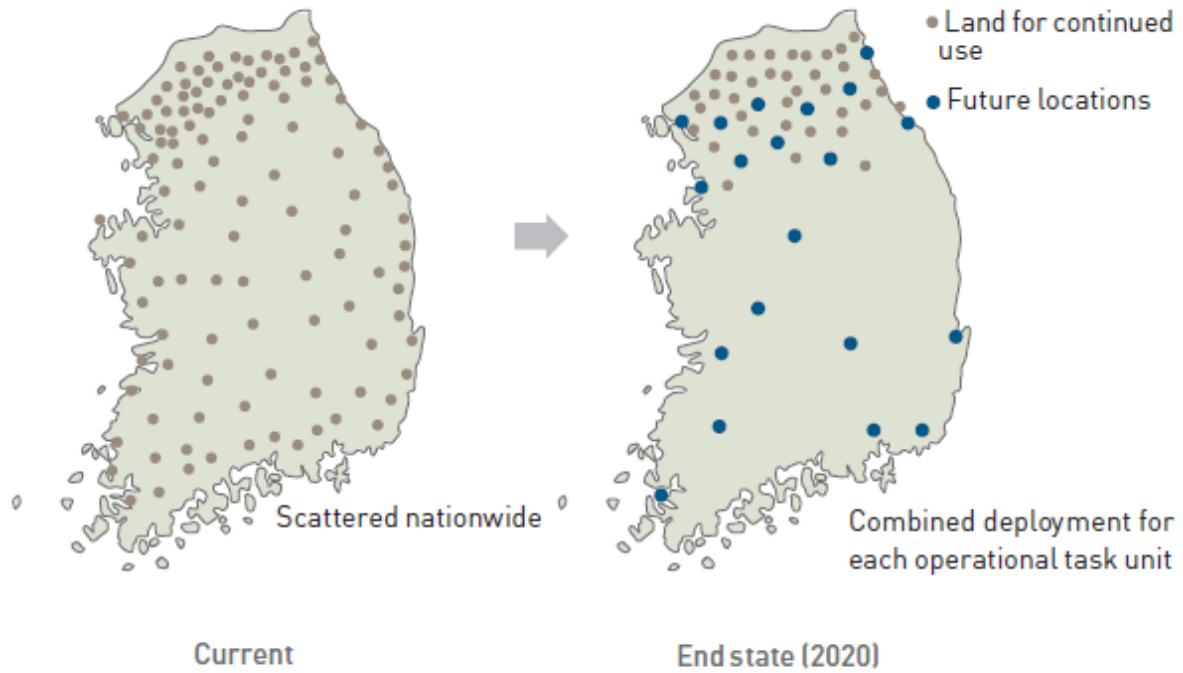 Land for continued
use
Future locations
Scattered nationwide
Combined deployment for
each operational task unit
Current
End state (2020)